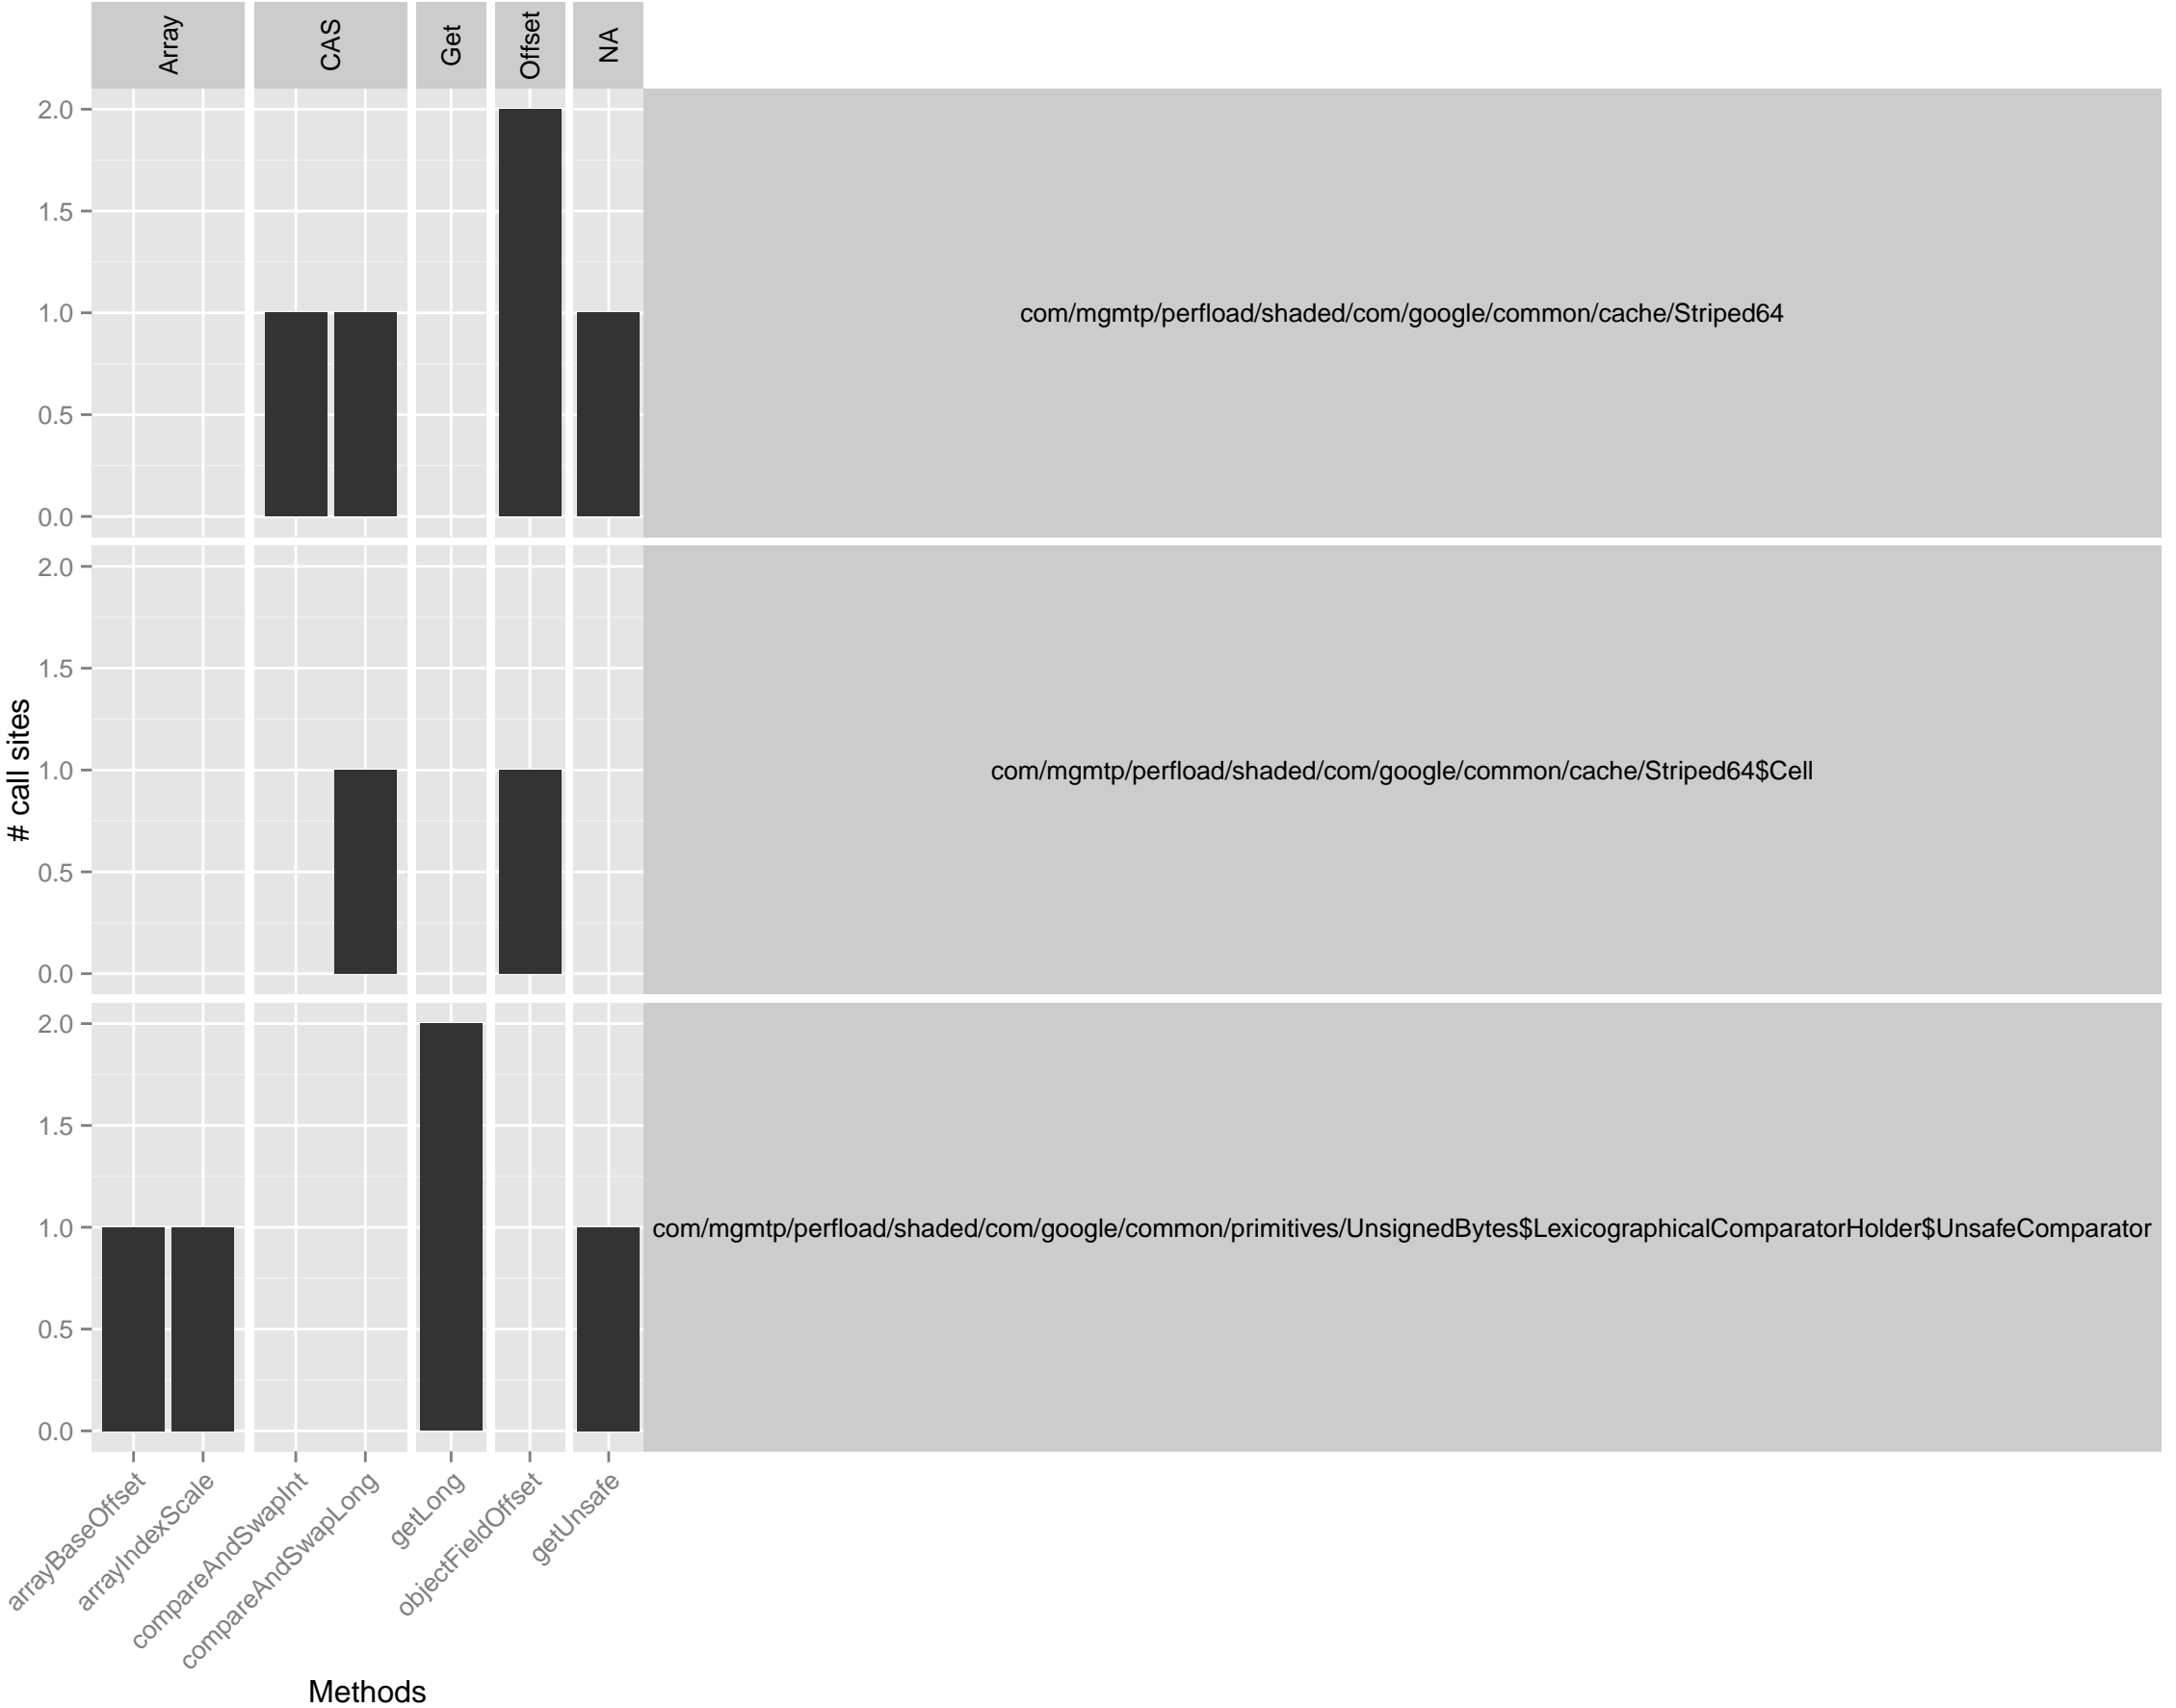 Array
CAS
Get
Offset
NA
2.0
1.5
1.0
0.5
0.0
com/mgmtp/perfload/shaded/com/google/common/cache/Striped64
2.0
1.5
1.0
0.5
0.0
com/mgmtp/perfload/shaded/com/google/common/cache/Striped64$Cell
# call sites
2.0
1.5
1.0
0.5
0.0
com/mgmtp/perfload/shaded/com/google/common/primitives/UnsignedBytes$LexicographicalComparatorHolder$UnsafeComparator
arrayBaseOffset
arrayIndexScale
compareAndSwapInt
compareAndSwapLong
getLong
objectFieldOffset
getUnsafe
Methods